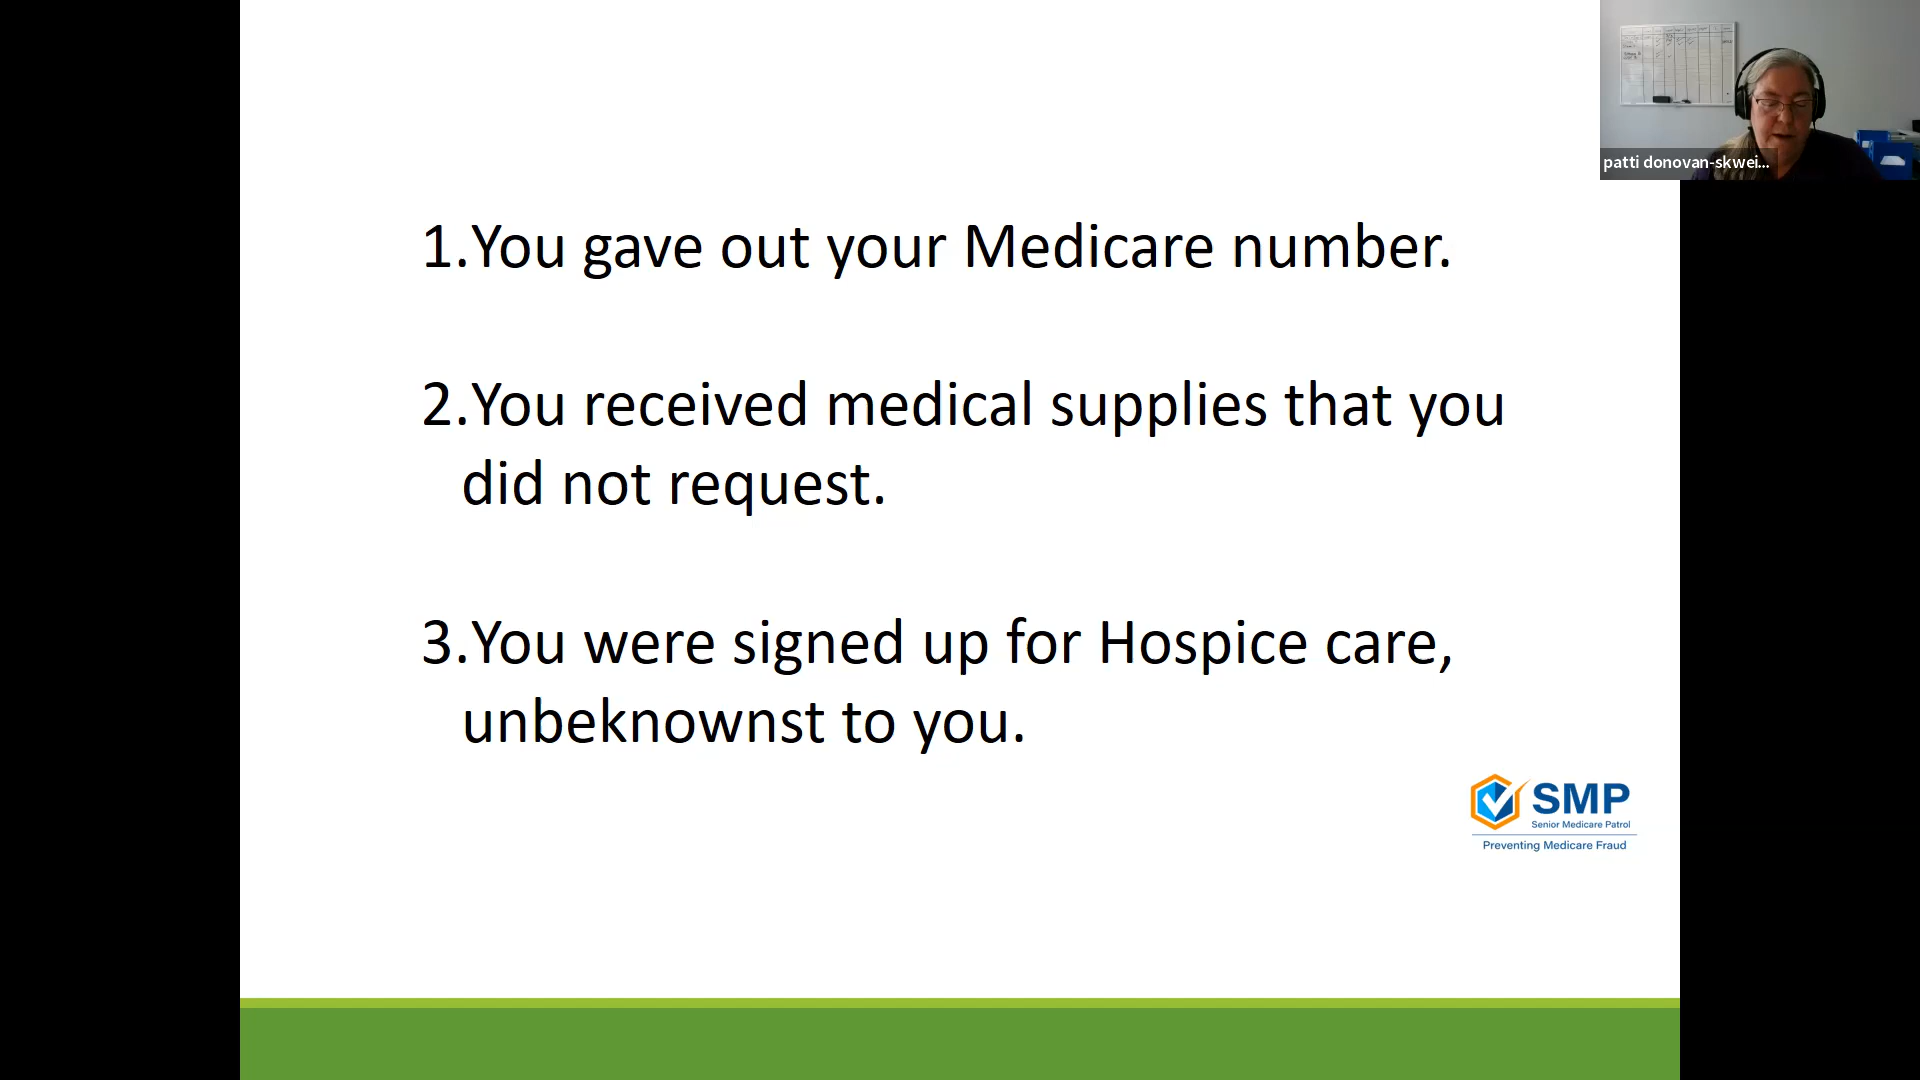 patti donovan-skwei...
1.You gave out your Medicare number.
2.You received medical supplies that you
did not request.
3.You were signed up for Hospice care,
unbeknownst to you.
SMP
Senior Medicare Patrol
Preventing Medicare Fraud